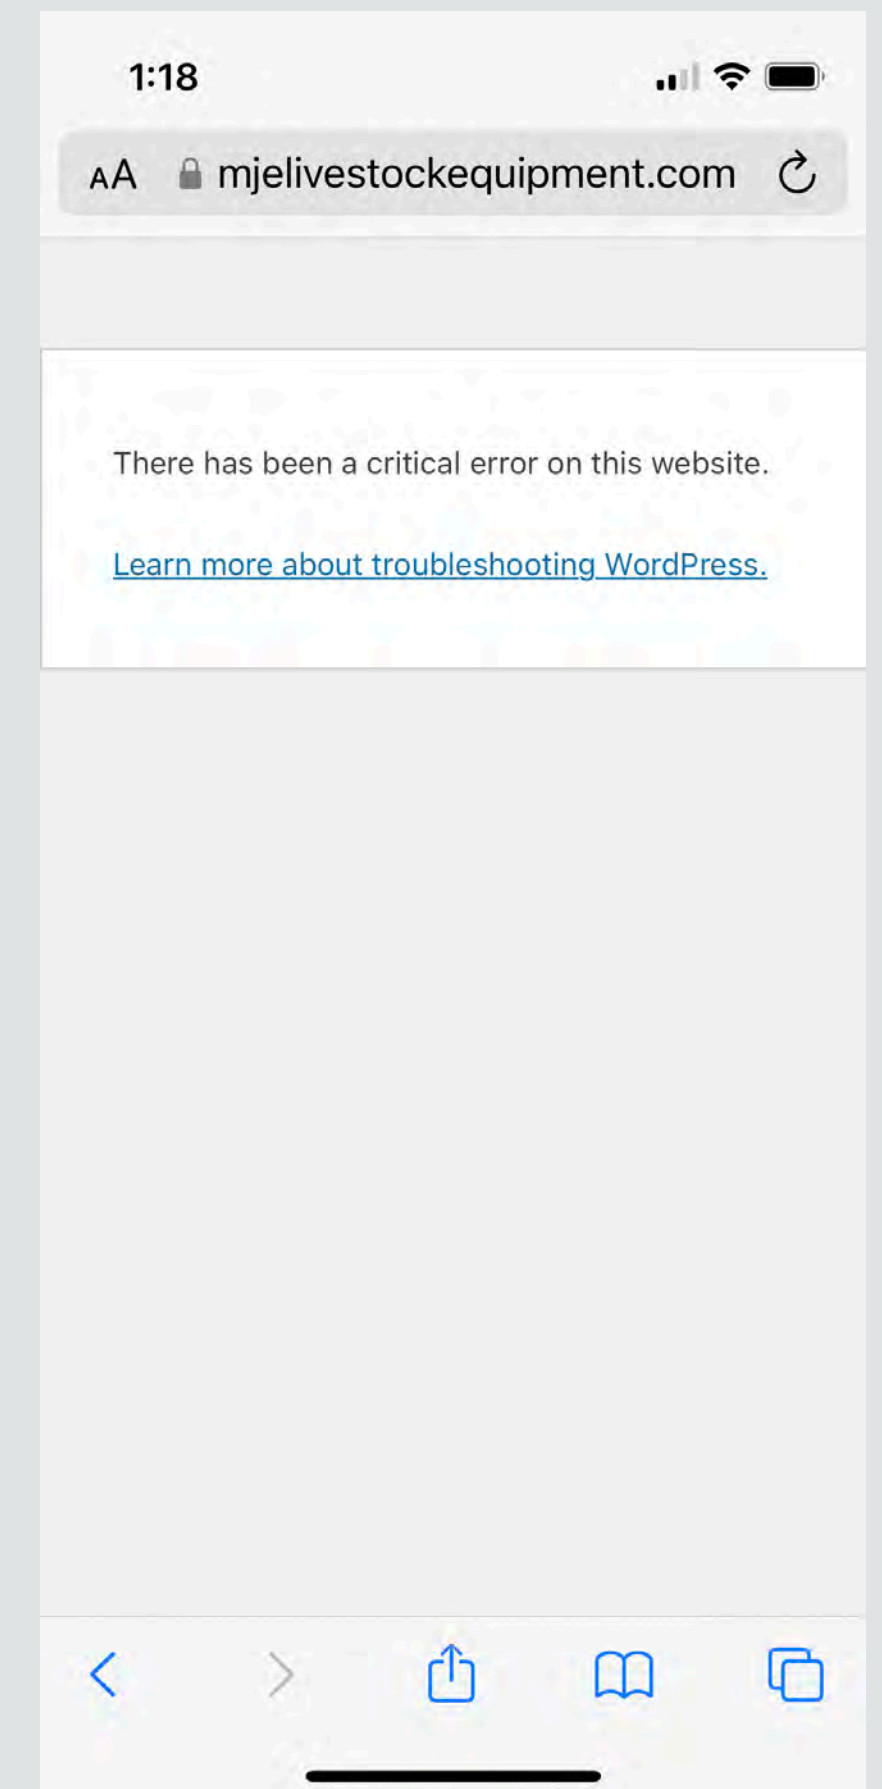 1:18
AA mjelivestockequipment.com
There has been a critical error on this website.
Learn more about troubleshooting WordPress.